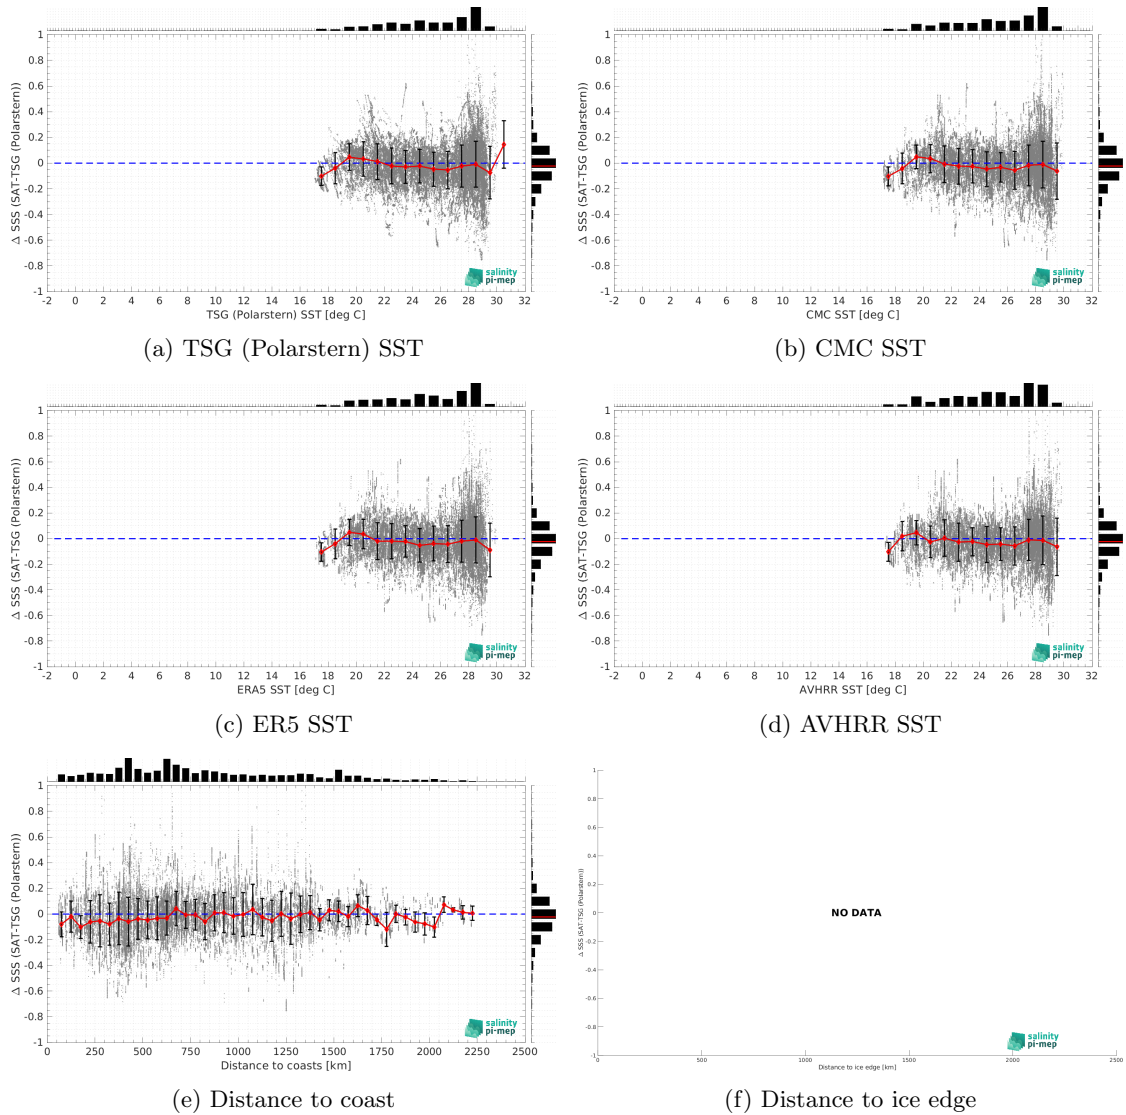 1
0.8
0.6
0.4
0.2
0
-0.2
-0.4
-0.6
-0.8
-1
Δ SSS (SAT-TSG (Polarstern))
-2 0 2 4 6 8 10 12 14 16 18 20 22 24 26 28 30 32
TSG (Polarstern) SST [deg C]
salinity
pi-mep
(a) TSG (Polarstern) SST
1
0.8
0.6
0.4
0.2
0
-0.2
-0.4
-0.6
-0.8
-1
Δ SSS (SAT-TSG (Polarstern))
-2 0 2 4 6 8 10 12 14 16 18 20 22 24 26 28 30 32
CMC SST [deg C]
salinity
pi-mep
(b) CMC SST
1
0.8
0.6
0.4
0.2
0
-0.2
-0.4
-0.6
-0.8
-1
Δ SSS (SAT-TSG (Polarstern))
-2 0 2 4 6 8 10 12 14 16 18 20 22 24 26 28 30 32
ERA5 SST [deg C]
salinity
pi-mep
(c) ER5 SST
1
0.8
0.6
0.4
0.2
0
-0.2
-0.4
-0.6
-0.8
-1
Δ SSS (SAT-TSG (Polarstern))
-2 0 2 4 6 8 10 12 14 16 18 20 22 24 26 28 30 32
AVHRR SST [deg C]
salinity
pi-mep
(d) AVHRR SST
1
0.8
0.6
0.4
0.2
0
-0.2
-0.4
-0.6
-0.8
-1
Δ SSS (SAT-TSG (Polarstern))
0 250 500 750 1000 1250 1500 1750 2000 2250 2500
Distance to coasts [km]
salinity
pi-mep
(e) Distance to coast
1
0.8
0.6
0.4
0.2
0
-0.2
-0.4
-0.6
-0.8
-1
Δ SSS (SAT-TSG (Polarstern))
NO DATA
0 500 1000 1500 2000 2500
Distance to ice edge [km]
salinity
pi-mep
(f) Distance to ice edge